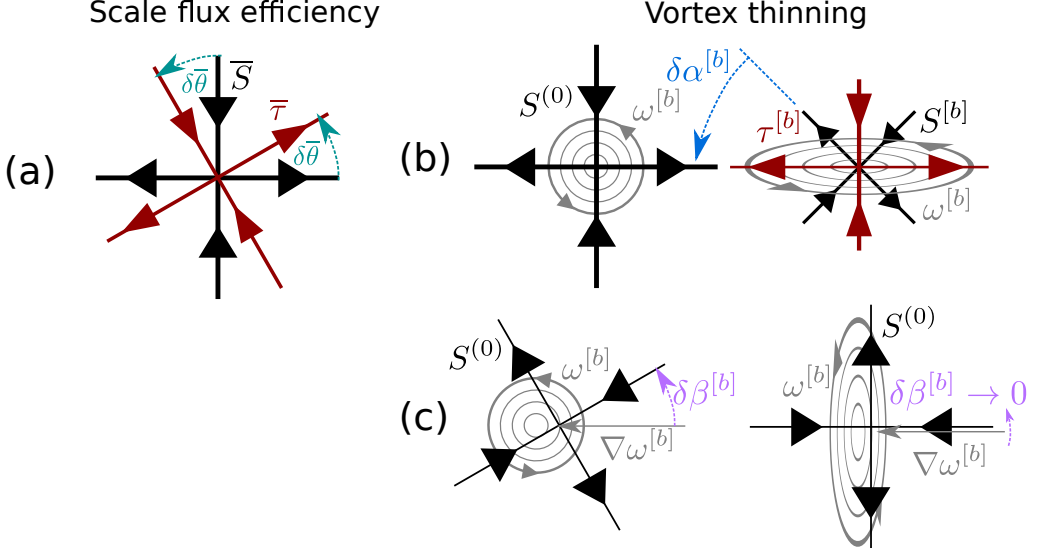 Scale flux efficiency
Vortex thinning
(a)
δθ̅
S̅
τ̅
δθ̅
(b)
S⁽⁰⁾
ω^[b]
δα^[b]
τ^[b]
S^[b]
ω^[b]
(c)
S⁽⁰⁾
ω^[b]
δβ^[b]
∇ω^[b]
S⁽⁰⁾
ω^[b]
δβ^[b] → 0
∇ω^[b]